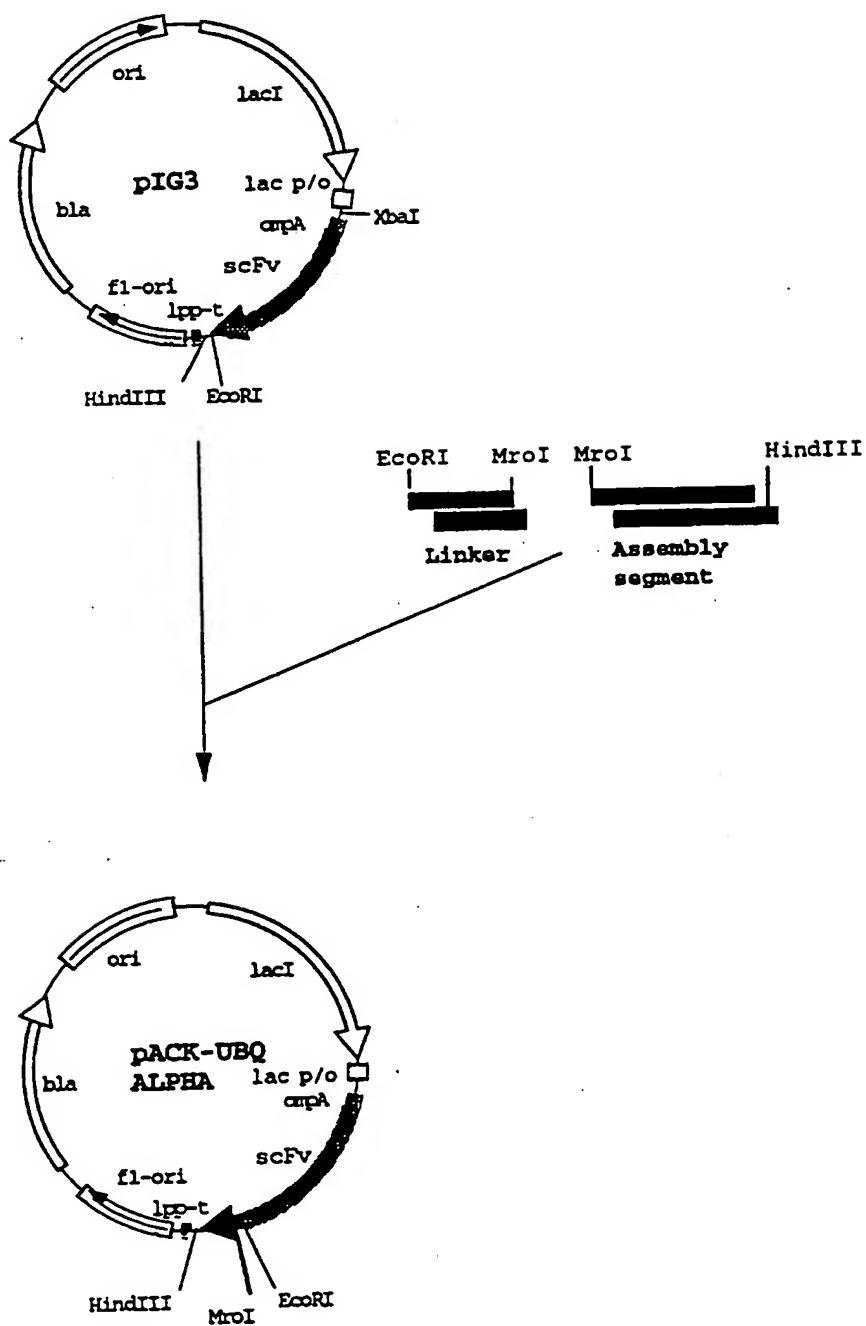 ori
lacI
pIG3
lac p/o
ompA
XbaI
bla
scFv
f1-ori
lpp-t
HindIII
EcoRI
EcoRI
MroI
MroI
HindIII
Linker
Assembly
segment
ori
lacI
pACK-UBQ
ALPHA
lac p/o
ompA
bla
scFv
f1-ori
lpp-t
HindIII
MroI
EcoRI